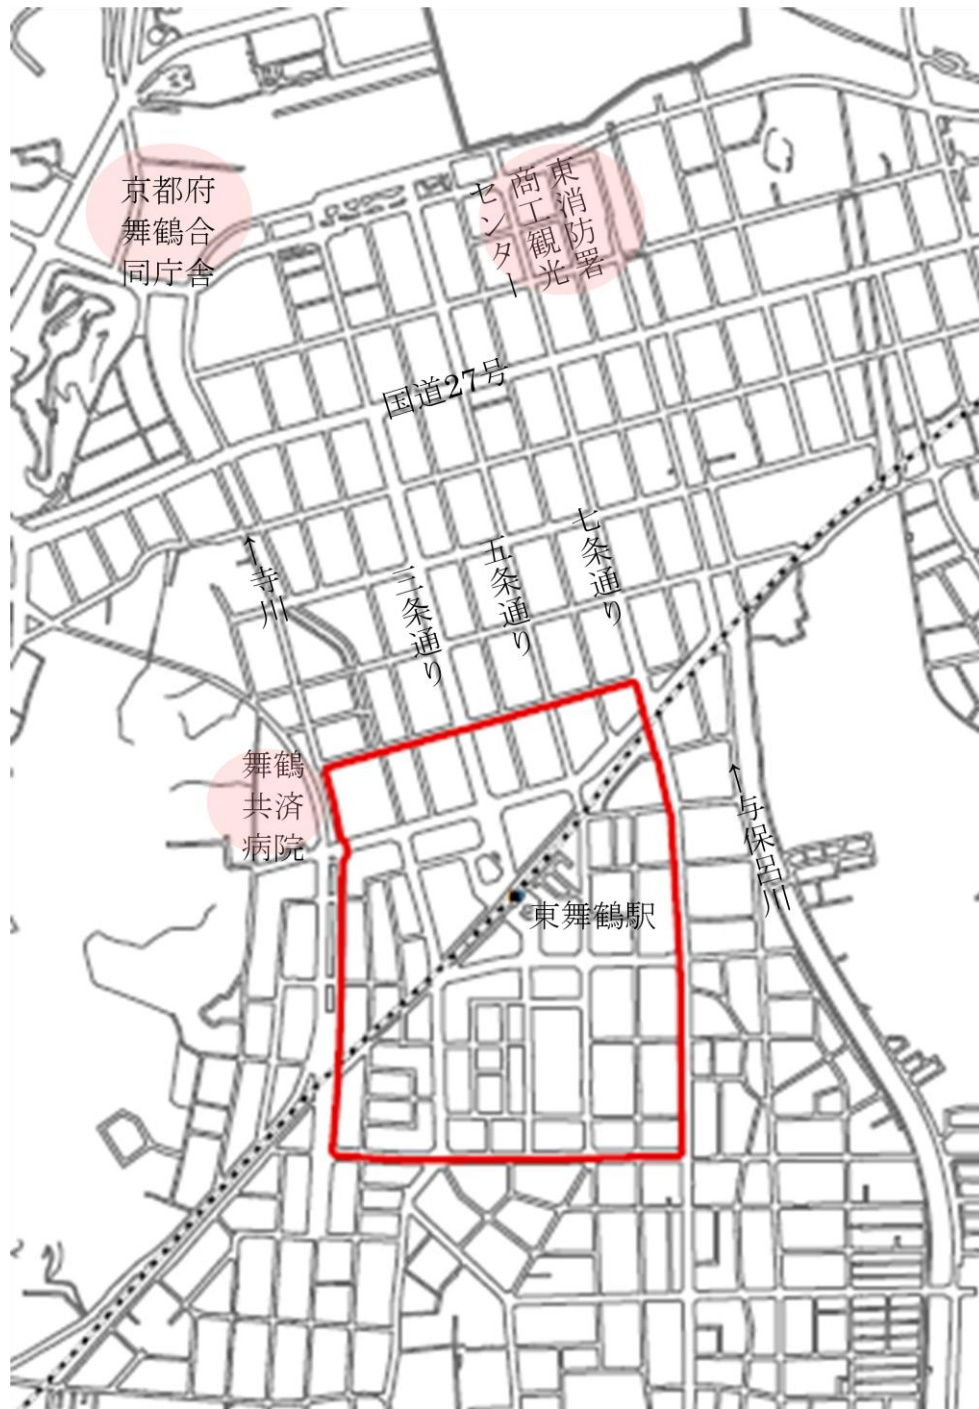 京都府
舞鶴合
同庁舎
東消防署
商工観光
センター
国道27号
←寺川
三条通り
五条通り
七条通り
舞鶴
共済
病院
←与保呂川
東舞鶴駅